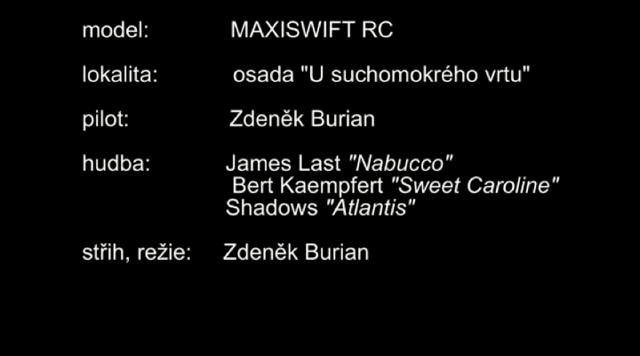 model: MAXISWIFT RC
lokalita: osada "U suchomokrého vrtu"
pilot: Zdeněk Burian
hudba: James Last "Nabucco"
Bert Kaempfert "Sweet Caroline"
Shadows "Atlantis"
střih, režie: Zdeněk Burian